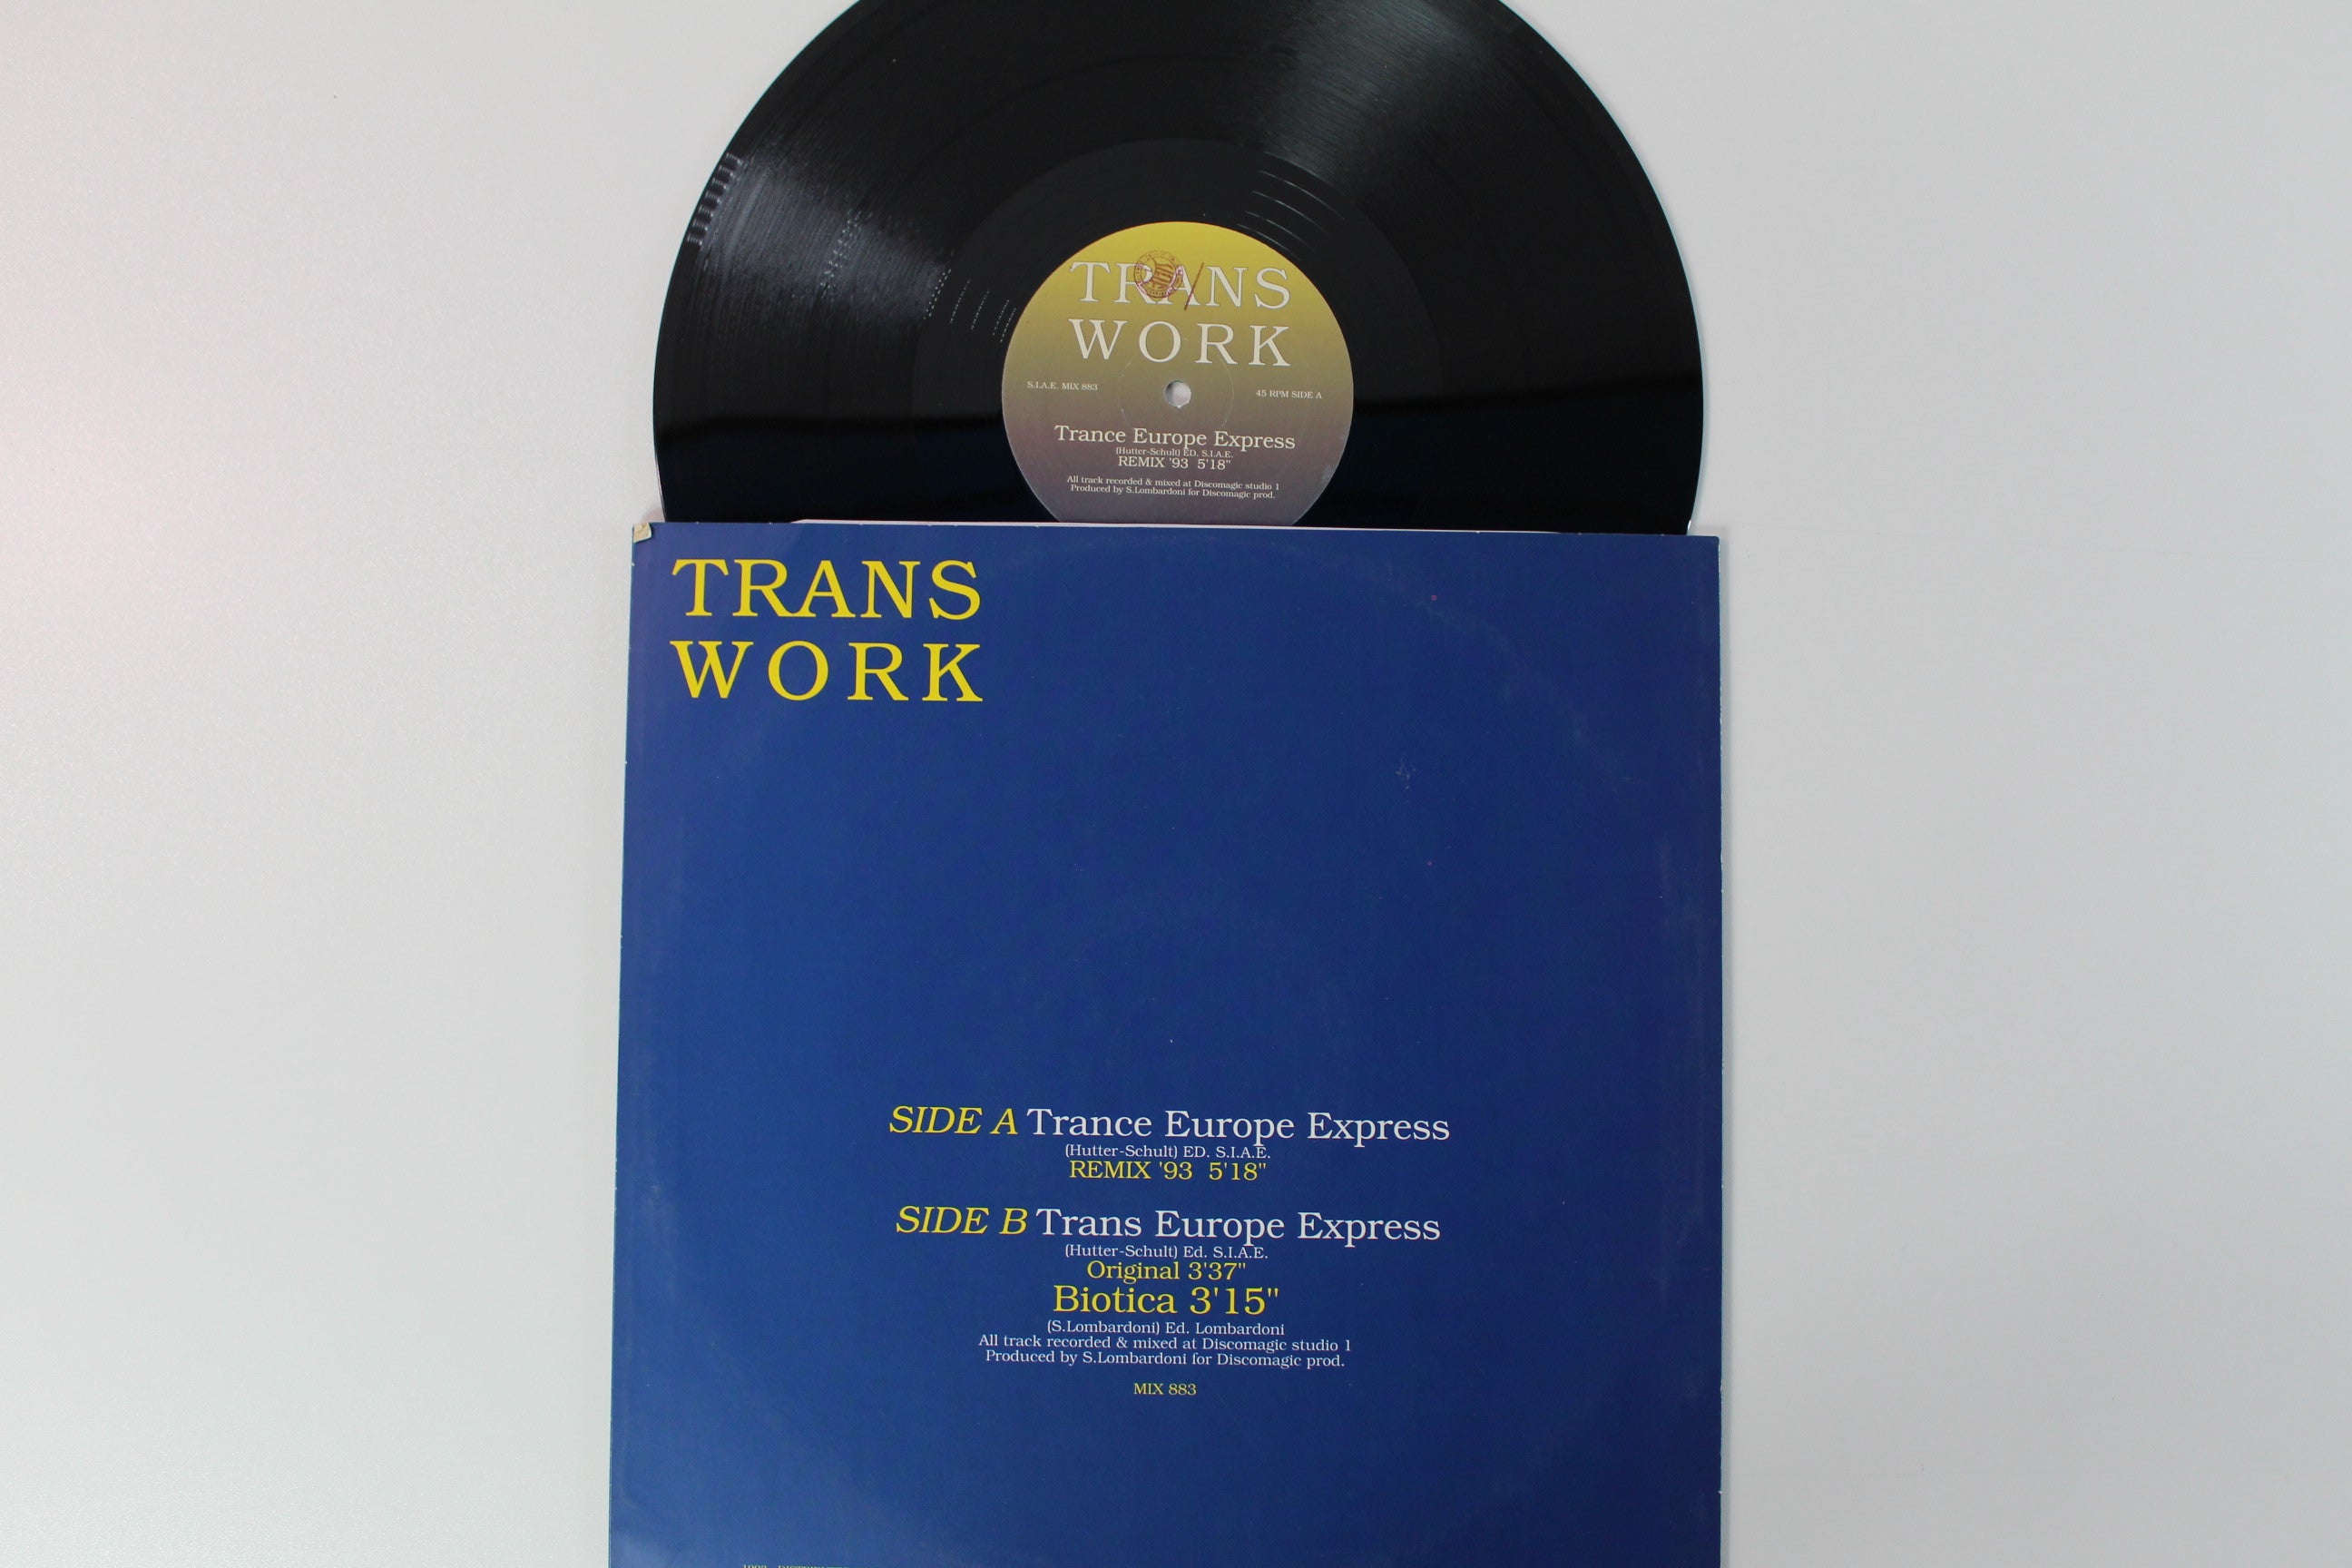 TRANS
WORK
S.I.A.E. MIX 883
45 RPM SIDE A
Trance Europe Express
(Hutter-Schult) ED. S.I.A.E.
REMIX '93 5'18"
All track recorded & mixed at Discomagic studio 1
Produced by S.Lombardoni for Discomagic prod.
TRANS
WORK
SIDE A Trance Europe Express
(Hutter-Schult) ED. S.I.A.E.
REMIX '93 5'18"
SIDE B Trans Europe Express
(Hutter-Schult) Ed. S.I.A.E.
Original 3'37"
Biotica 3'15"
(S.Lombardoni) Ed. Lombardoni
All track recorded & mixed at Discomagic studio 1
Produced by S.Lombardoni for Discomagic prod.
MIX 883